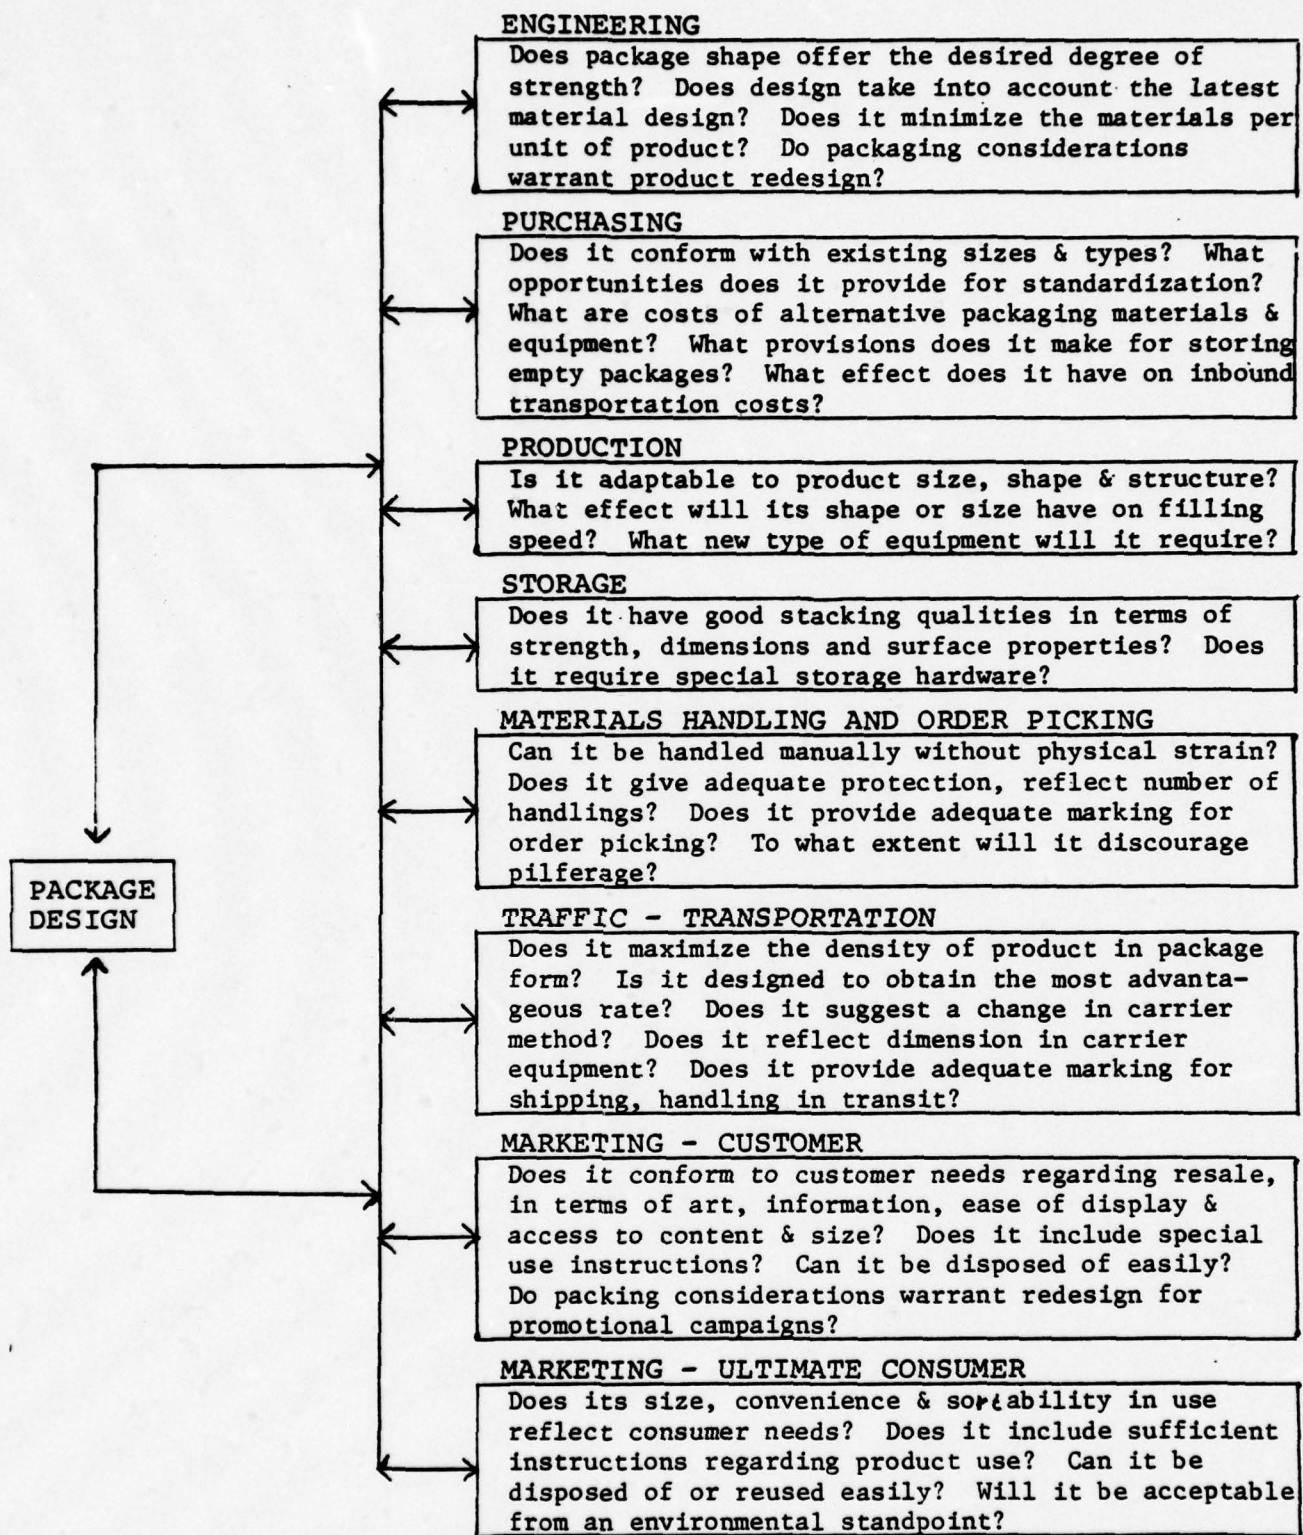 ENGINEERING
Does package shape offer the desired degree of
strength? Does design take into account the latest
material design? Does it minimize the materials per
unit of product? Do packaging considerations
warrant product redesign?
PURCHASING
Does it conform with existing sizes & types? What
opportunities does it provide for standardization?
What are costs of alternative packaging materials &
equipment? What provisions does it make for storing
empty packages? What effect does it have on inbound
transportation costs?
PRODUCTION
Is it adaptable to product size, shape & structure?
What effect will its shape or size have on filling
speed? What new type of equipment will it require?
STORAGE
Does it have good stacking qualities in terms of
strength, dimensions and surface properties? Does
it require special storage hardware?
MATERIALS HANDLING AND ORDER PICKING
Can it be handled manually without physical strain?
Does it give adequate protection, reflect number of
handlings? Does it provide adequate marking for
order picking? To what extent will it discourage
pilferage?
PACKAGE
DESIGN
TRAFFIC - TRANSPORTATION
Does it maximize the density of product in package
form? Is it designed to obtain the most advanta-
geous rate? Does it suggest a change in carrier
method? Does it reflect dimension in carrier
equipment? Does it provide adequate marking for
shipping, handling in transit?
MARKETING - CUSTOMER
Does it conform to customer needs regarding resale,
in terms of art, information, ease of display &
access to content & size? Does it include special
use instructions? Can it be disposed of easily?
Do packing considerations warrant redesign for
promotional campaigns?
MARKETING - ULTIMATE CONSUMER
Does its size, convenience & sortability in use
reflect consumer needs? Does it include sufficient
instructions regarding product use? Can it be
disposed of or reused easily? Will it be acceptable
from an environmental standpoint?